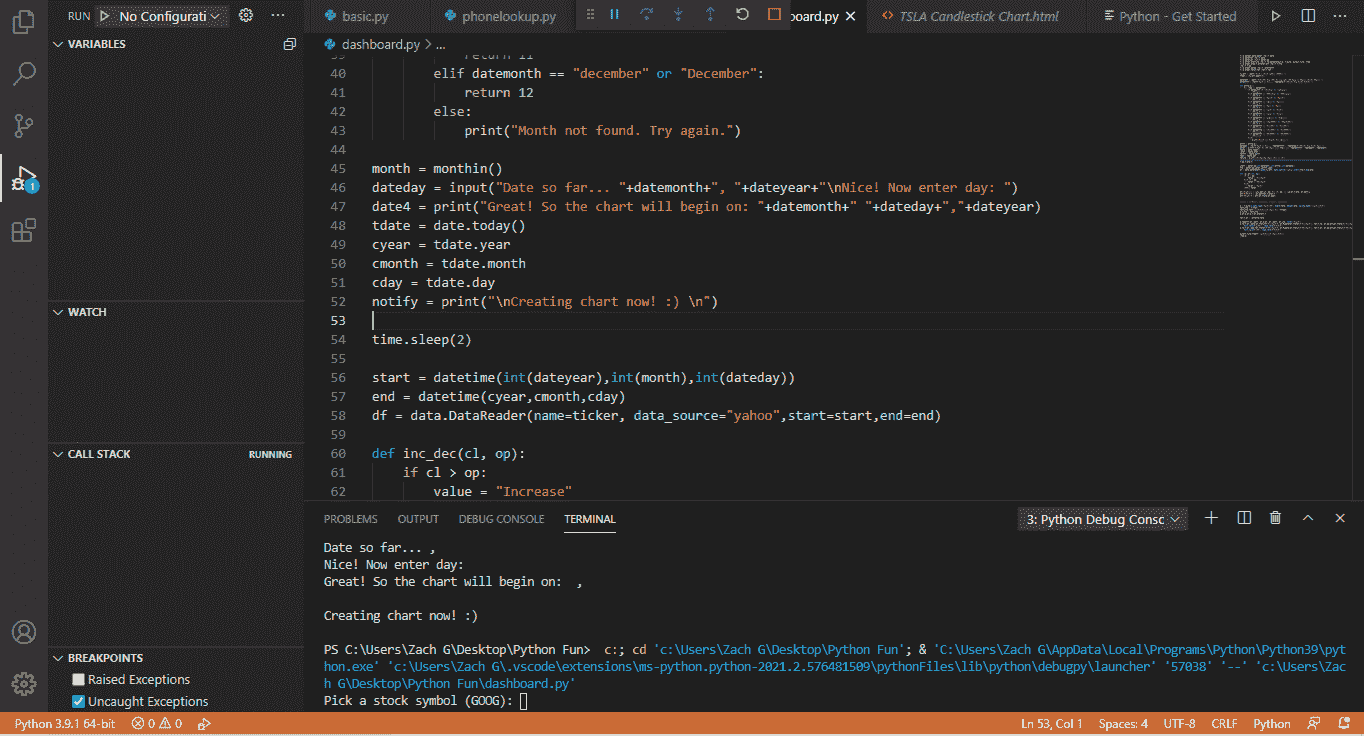 RUN No Configurati
basic.py phonelookup.py board.py TSLA Candlestick Chart.html Python - Get Started
VARIABLES
dashboard.py > ...
39 return 11
40 elif datemonth == "december" or "December":
41 return 12
42 else:
43 print("Month not found. Try again.")
44
45 month = monthin()
46 dateday = input("Date so far... "+datemonth+", "+dateyear+"\nNice! Now enter day: ")
47 date4 = print("Great! So the chart will begin on: "+datemonth+" "+dateday+","+dateyear)
48 tdate = date.today()
49 cyear = tdate.year
50 cmonth = tdate.month
51 cday = tdate.day
52 notify = print("\nCreating chart now! :) \n")
53
54 time.sleep(2)
55
56 start = datetime(int(dateyear),int(month),int(dateday))
57 end = datetime(cyear,cmonth,cday)
58 df = data.DataReader(name=ticker, data_source="yahoo",start=start,end=end)
59
60 def inc_dec(cl, op):
61 if cl > op:
62 value = "Increase"
1
WATCH
CALL STACK RUNNING
BREAKPOINTS
Raised Exceptions
Uncaught Exceptions
PROBLEMS OUTPUT DEBUG CONSOLE TERMINAL 3: Python Debug Consc
Date so far... ,
Nice! Now enter day:
Great! So the chart will begin on:  ,
Creating chart now! :)
PS C:\Users\Zach G\Desktop\Python Fun>  c:; cd 'c:\Users\Zach G\Desktop\Python Fun'; & 'C:\Users\Zach G\AppData\Local\Programs\Python\Python39\pyt
hon.exe' 'c:\Users\Zach G\.vscode\extensions\ms-python.python-2021.2.576481509\pythonFiles\lib\python\debugpy\launcher' '57038' '--' 'c:\Users\Zac
h G\Desktop\Python Fun\dashboard.py'
Pick a stock symbol (GOOG):
Python 3.9.1 64-bit 0 0 Ln 53, Col 1 Spaces: 4 UTF-8 CRLF Python